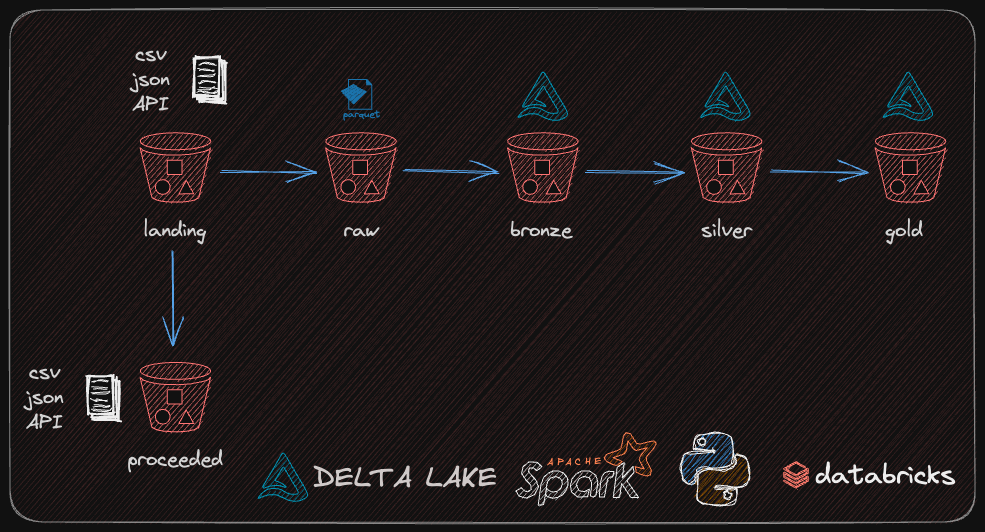 csv
json
API
parquet
landing
raw
bronze
silver
gold
csv
json
API
proceeded
DELTA LAKE
APACHE
Spark
databricks